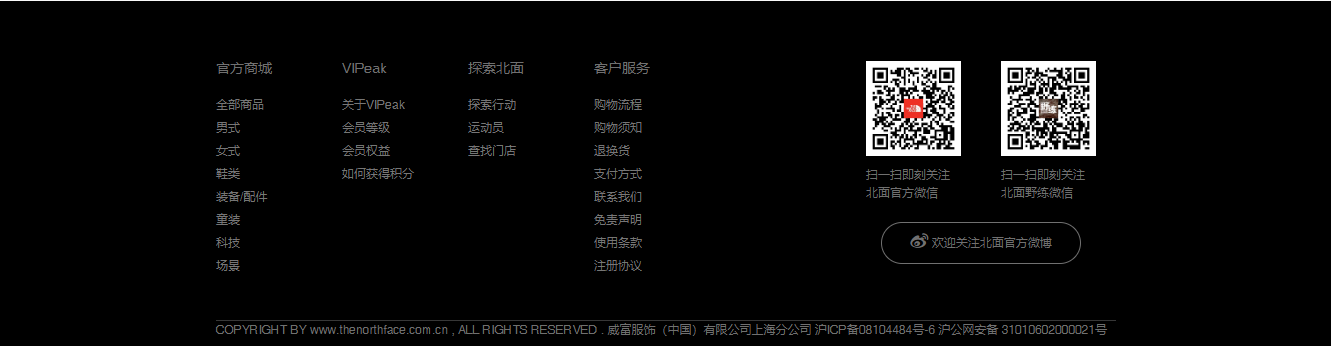 官方商城
全部商品
男式
女式
鞋类
装备/配件
童装
科技
场景
VIPeak
关于VIPeak
会员等级
会员权益
如何获得积分
探索北面
探索行动
运动员
查找门店
客户服务
购物流程
购物须知
退换货
支付方式
联系我们
免责声明
使用条款
注册协议
扫一扫即刻关注
北面官方微信
扫一扫即刻关注
北面野练微信
欢迎关注北面官方微博
COPYRIGHT BY www.thenorthface.com.cn , ALL RIGHTS RESERVED . 威富服饰（中国）有限公司上海分公司 沪ICP备08104484号-6 沪公网安备 31010602000021号